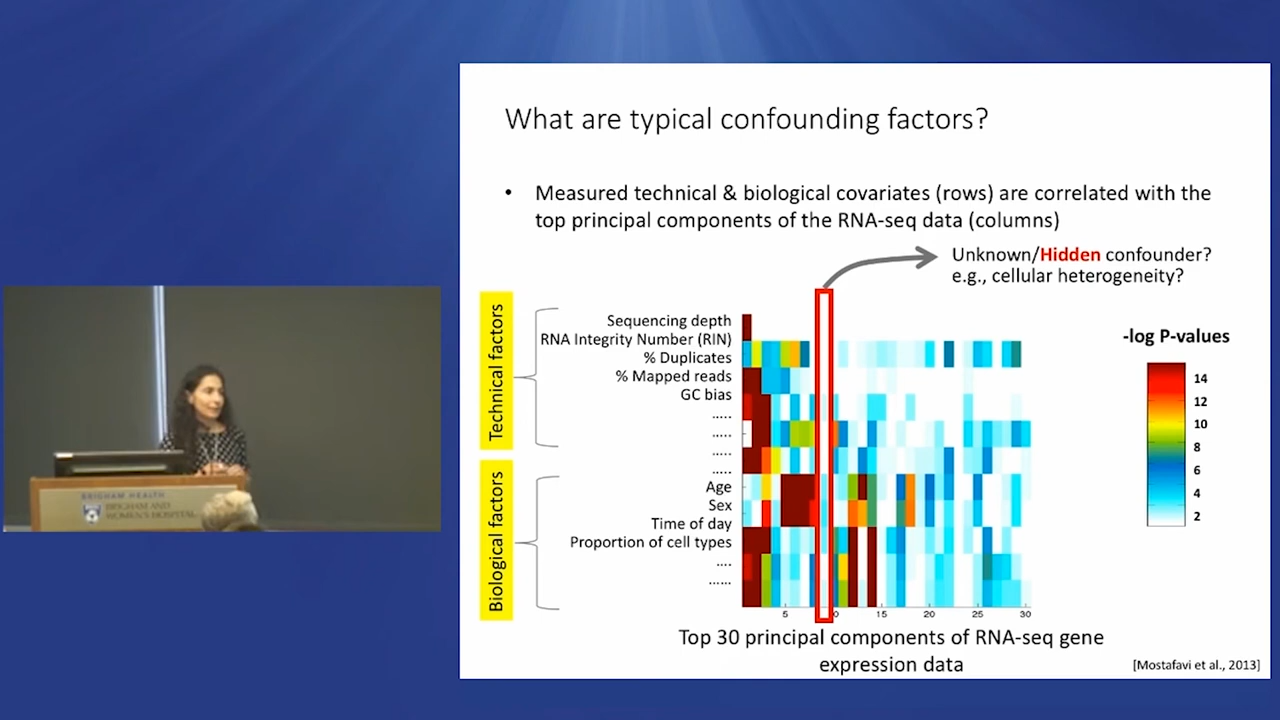 What are typical confounding factors?
• Measured technical & biological covariates (rows) are correlated with the
top principal components of the RNA-seq data (columns)
Unknown/Hidden confounder?
e.g., cellular heterogeneity?
Technical factors
Sequencing depth
RNA Integrity Number (RIN)
% Duplicates
% Mapped reads
GC bias
.....
.....
.....
.....
Biological factors
Age
Sex
Time of day
Proportion of cell types
....
......
5 0 15 20 25 30
Top 30 principal components of RNA-seq gene
expression data
-log P-values
14
12
10
8
6
4
2
[Mostafavi et al., 2013]
BRIGHAM HEALTH
BRIGHAM AND
WOMEN'S HOSPITAL